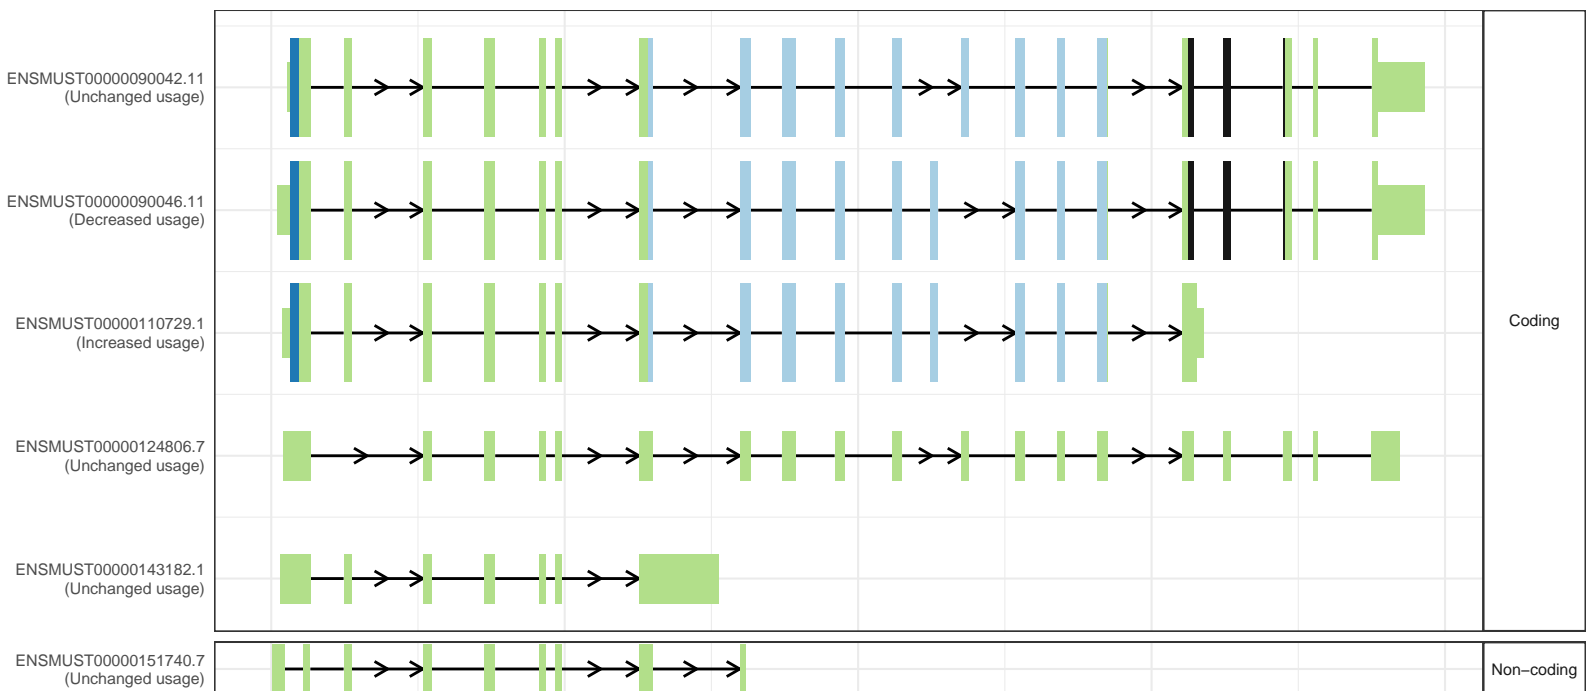 ENSMUST00000090042.11
(Unchanged usage)
ENSMUST00000090046.11
(Decreased usage)
ENSMUST00000110729.1
(Increased usage)
Coding
ENSMUST00000124806.7
(Unchanged usage)
ENSMUST00000143182.1
(Unchanged usage)
ENSMUST00000151740.7
(Unchanged usage)
Non−coding